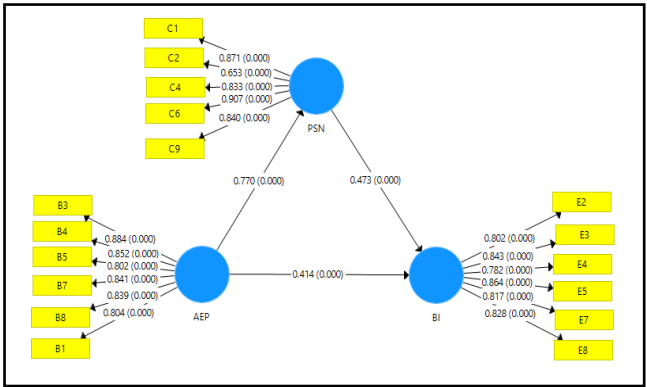 C1
C2
C4
C6
C9
0.871 (0.000)
0.653 (0.000)
0.833 (0.000)
0.907 (0.000)
0.840 (0.000)
PSN
0.770 (0.000)
0.473 (0.000)
B3
B4
B5
B7
B8
B1
0.884 (0.000)
0.852 (0.000)
0.802 (0.000)
0.841 (0.000)
0.839 (0.000)
0.804 (0.000)
AEP
0.414 (0.000)
BI
0.802 (0.000)
0.843 (0.000)
0.782 (0.000)
0.864 (0.000)
0.817 (0.000)
0.828 (0.000)
E2
E3
E4
E5
E7
E8